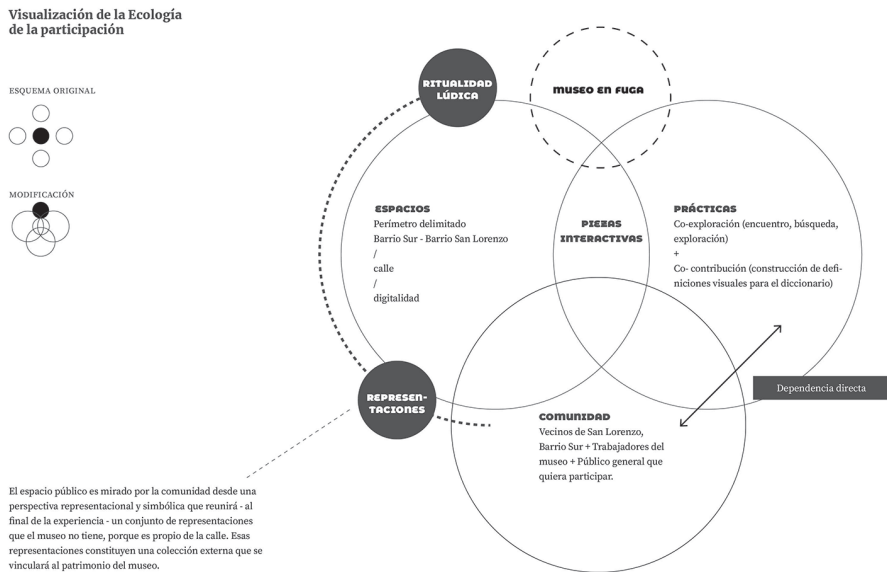 Visualización de la Ecología
de la participación
ESQUEMA ORIGINAL
MODIFICACIÓN
RITUALIDAD
LÚDICA
MUSEO EN FUGA
ESPACIOS
Perímetro delimitado
Barrio Sur - Barrio San Lorenzo
/
calle
/
digitalidad
PIEZAS
INTERACTIVAS
PRÁCTICAS
Co-exploración (encuentro, búsqueda,
exploración)
+
Co- contribución (construcción de defi-
niciones visuales para el diccionario)
Dependencia directa
REPRESEN-
TACIONES
COMUNIDAD
Vecinos de San Lorenzo,
Barrio Sur + Trabajadores del
museo + Público general que
quiera participar.
El espacio público es mirado por la comunidad desde una
perspectiva representacional y simbólica que reunirá - al
final de la experiencia - un conjunto de representaciones
que el museo no tiene, porque es propio de la calle. Esas
representaciones constituyen una colección externa que se
vinculará al patrimonio del museo.